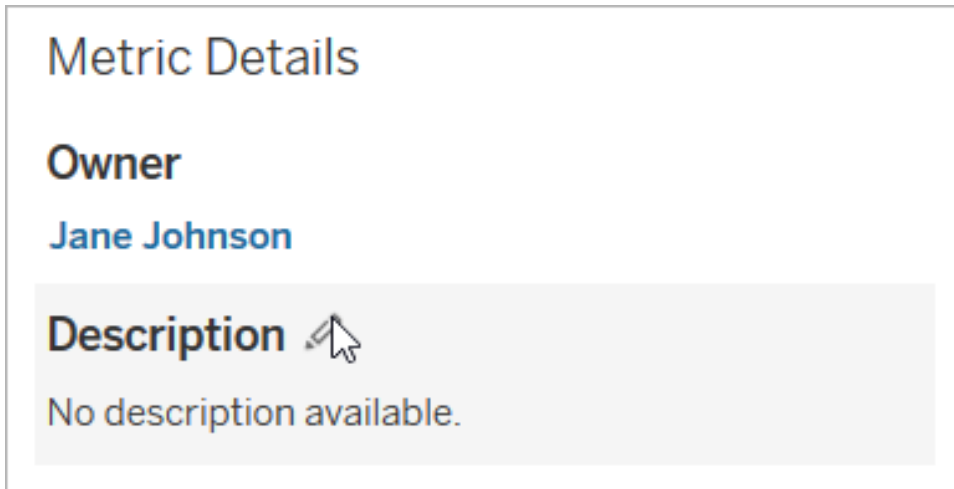 Metric Details
Owner
Jane Johnson
Description
No description available.